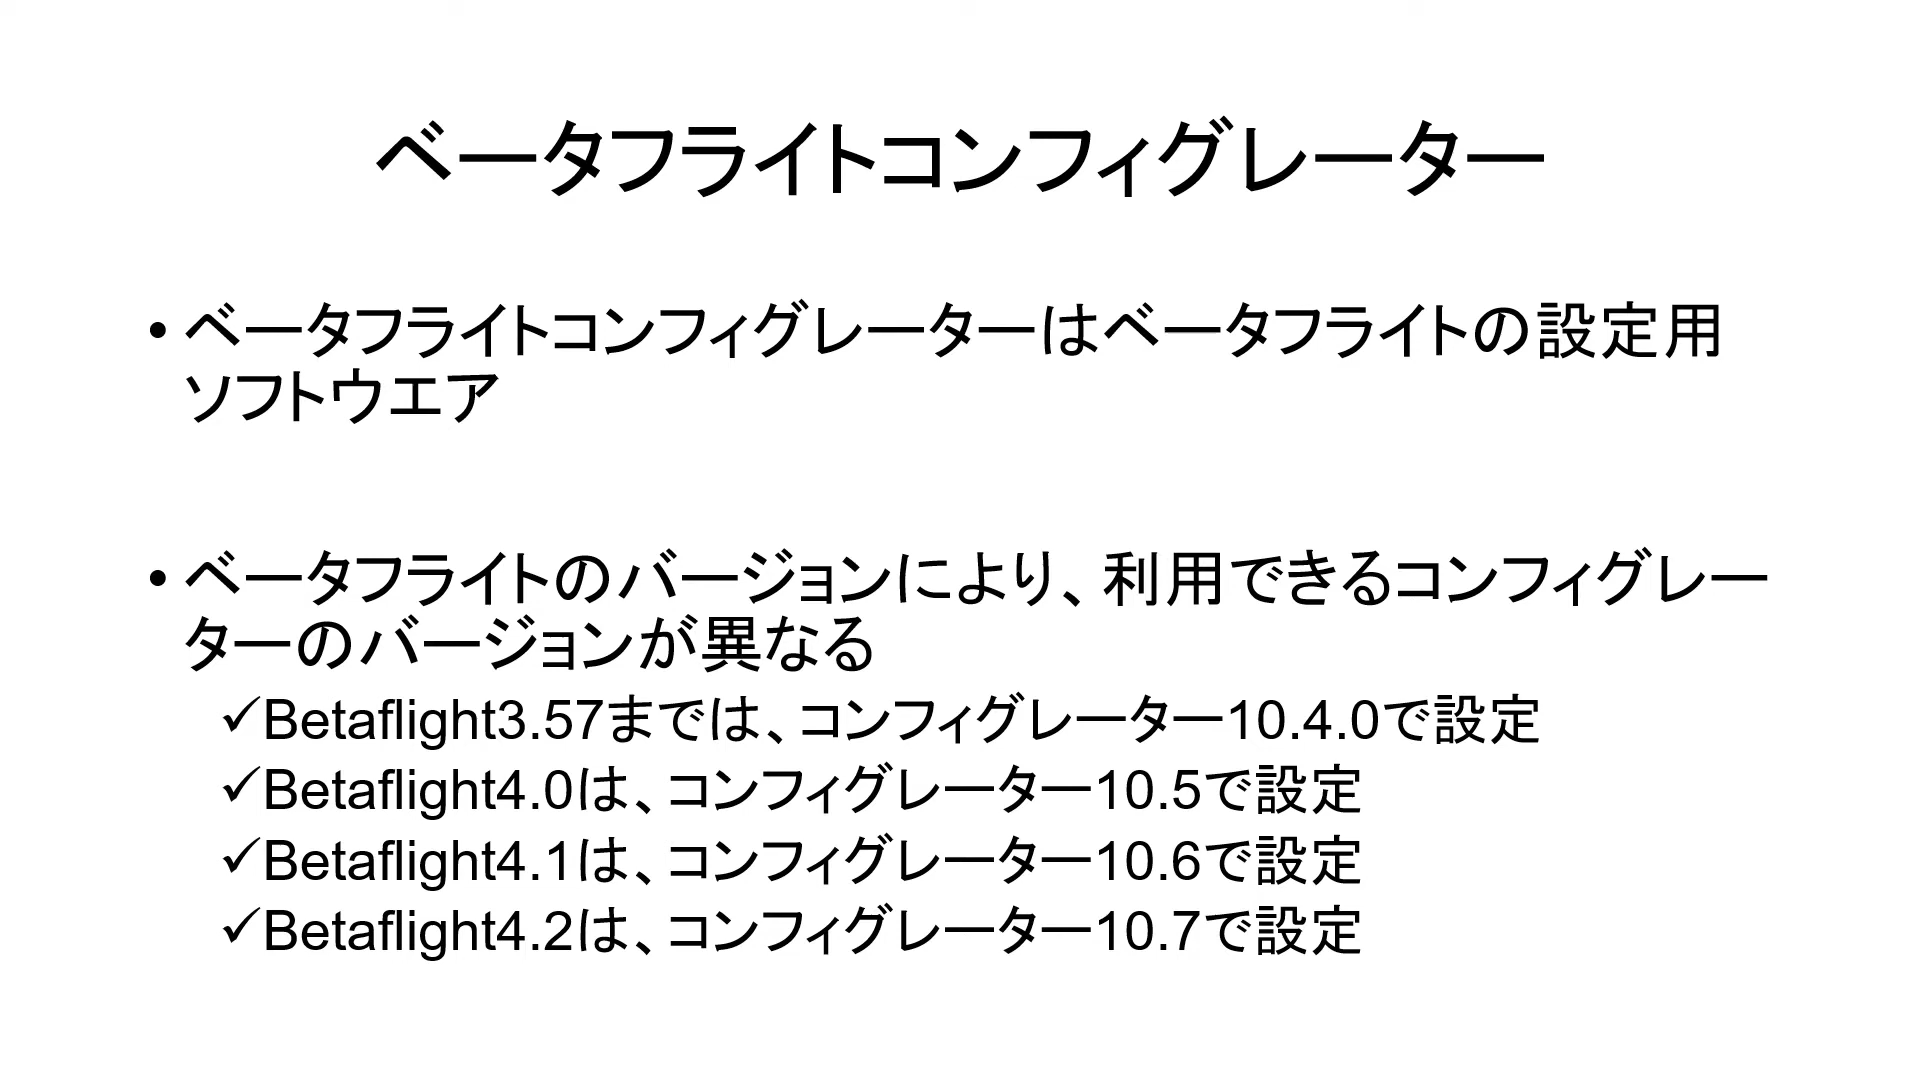 ベータフライトコンフィグレーター
• ベータフライトコンフィグレーターはベータフライトの設定用
ソフトウエア
• ベータフライトのバージョンにより、利用できるコンフィグレー
ターのバージョンが異なる
✓Betaflight3.57までは、コンフィグレーター10.4.0で設定
✓Betaflight4.0は、コンフィグレーター10.5で設定
✓Betaflight4.1は、コンフィグレーター10.6で設定
✓Betaflight4.2は、コンフィグレーター10.7で設定